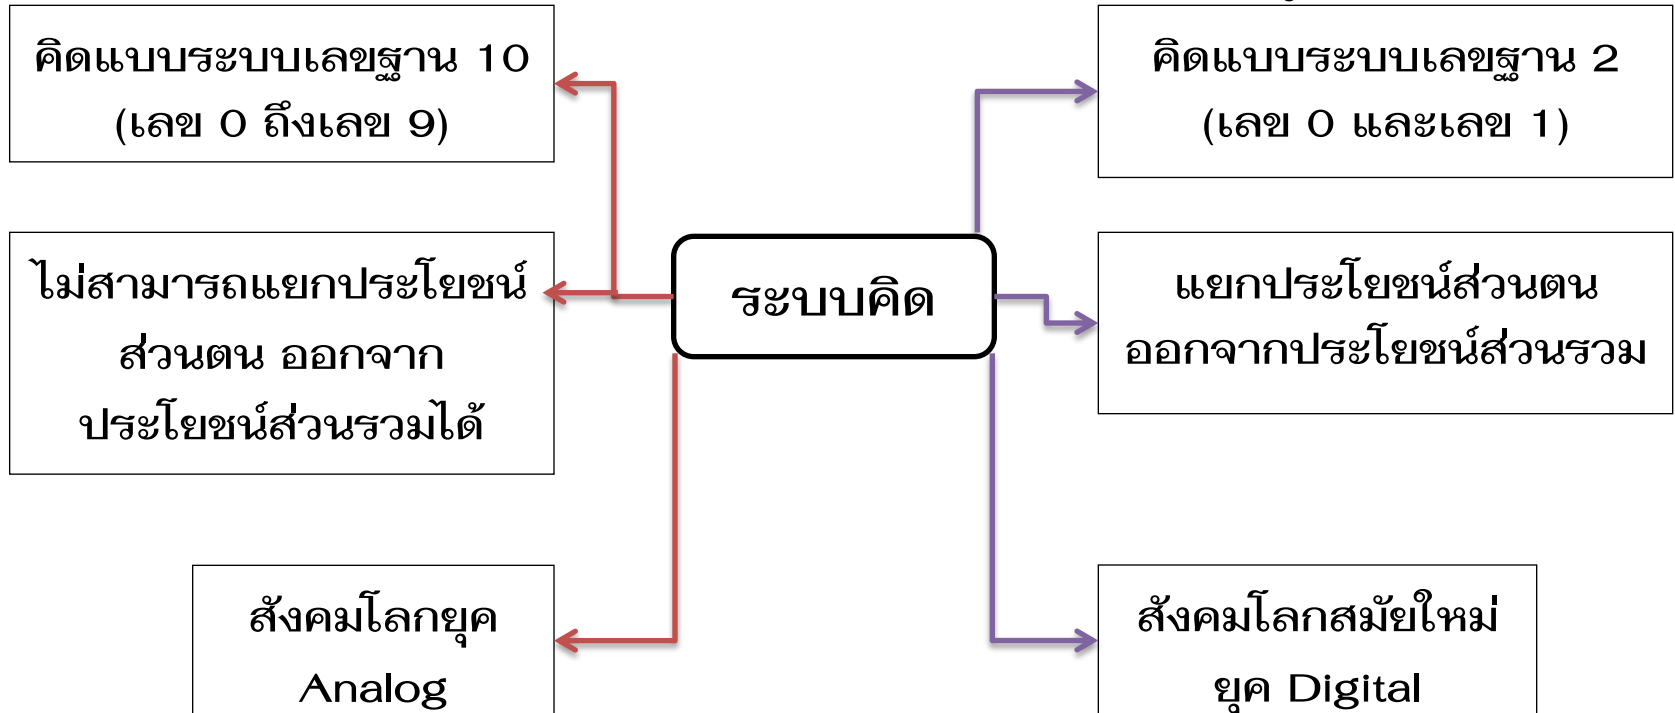 คิดแบบระบบเลขฐาน 10
(เลข 0 ถึงเลข 9)
ไม่สามารถแยกประโยชน์
ส่วนตน ออกจาก
ประโยชน์ส่วนรวมได้
สังคมโลกยุค
Analog
ระบบคิด
คิดแบบระบบเลขฐาน 2
(เลข 0 และเลข 1)
แยกประโยชน์ส่วนตน
ออกจากประโยชน์ส่วนรวม
สังคมโลกสมัยใหม่
ยุค Digital